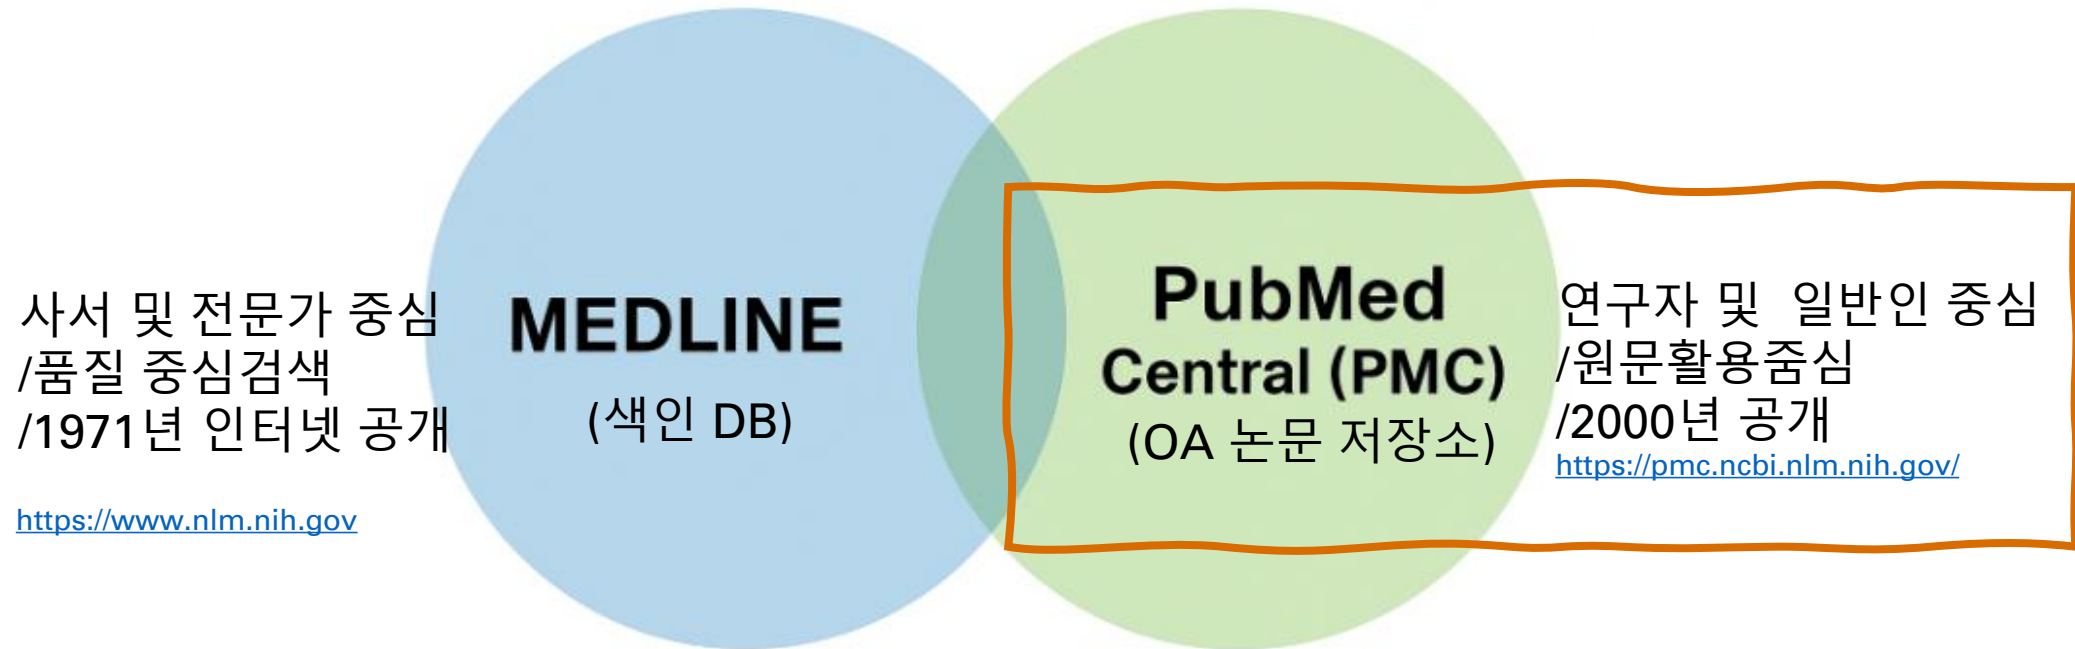 사서 및 전문가 중심
/품질 중심검색
/1971년 인터넷 공개
https://www.nlm.nih.gov
MEDLINE
(색인 DB)
PubMed
Central (PMC)
(OA 논문 저장소)
연구자 및 일반인 중심
/원문활용줌심
/2000년 공개
https://pmc.ncbi.nlm.nih.gov/